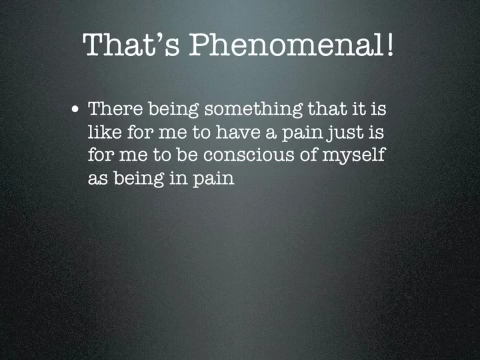 That's Phenomenal!
• There being something that it is
like for me to have a pain just is
for me to be conscious of myself
as being in pain